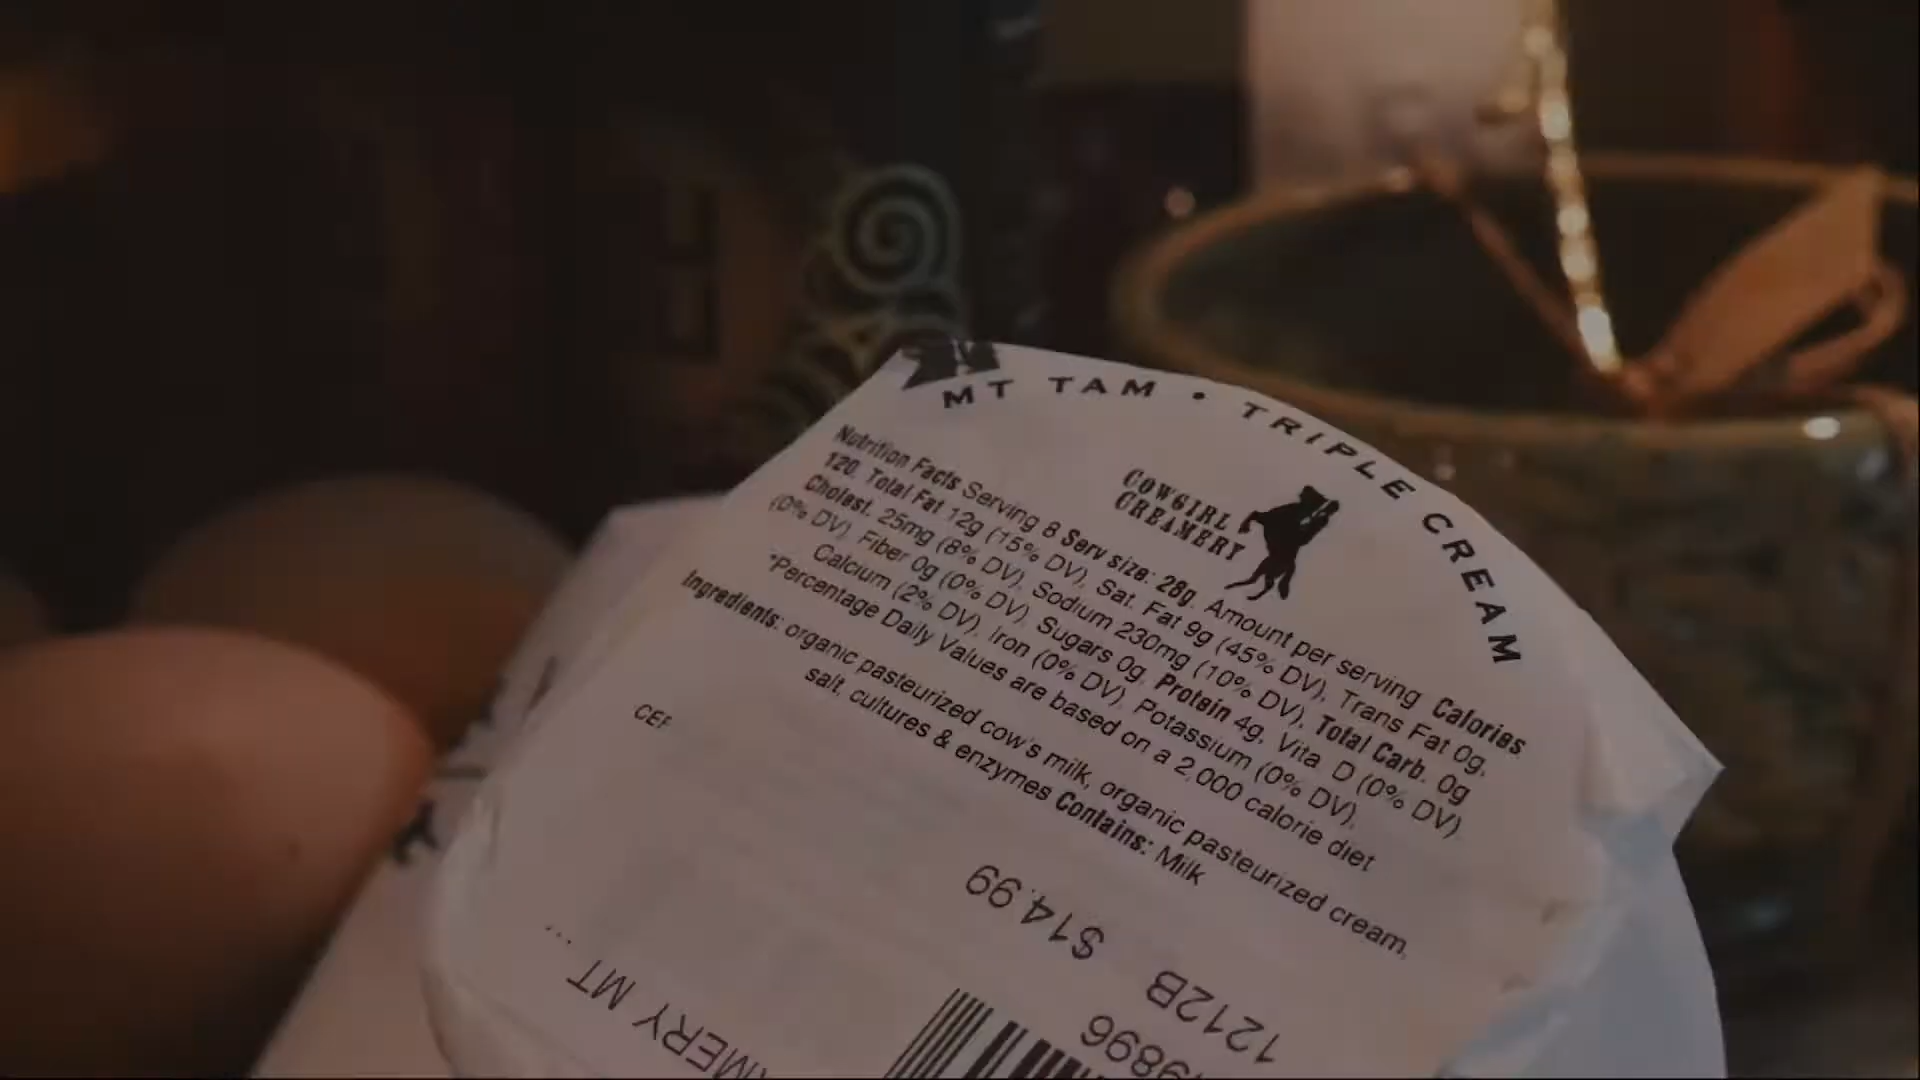 MT TAM • TRIPLE CREAM
COWGIRL
CREAMERY
Nutrition Facts Serving 8 Serv size: 28g. Amount per serving Calories
120. Total Fat 12g (15% DV), Sat. Fat 9g (45% DV), Trans Fat 0g,
Cholest. 25mg (8% DV), Sodium 230mg (10% DV), Total Carb. 0g
(0% DV), Fiber 0g (0% DV), Sugars 0g, Protein 4g, Vita. D (0% DV)
Calcium (2% DV), Iron (0% DV), Potassium (0% DV).
*Percentage Daily Values are based on a 2,000 calorie diet
Ingredients: organic pasteurized cow's milk, organic pasteurized cream,
salt, cultures & enzymes Contains: Milk
$14.99
1212B
9896
MERY MT